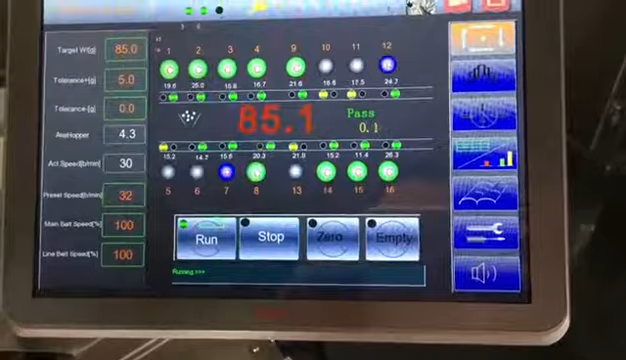 Target Wt[g] 85.0
Tolerance+[g] 5.0
Tolerance-[g] 0.0
AvgHopper 4.3
Act Speed[b/min] 30
Preset Speed[b/min] 32
Main Belt Speed[%] 100
Line Belt Speed[%] 100
1 2 3 4 9 10 11 12
19.6 25.0 15.8 16.7 21.6 18.6 17.5 24.7
85.1
Pass
0.1
15.2 14.7 15.6 20.3 21.9 15.2 11.4 26.3
5 6 7 8 13 14 15 16
Run Stop Zero Empty
Running >>>